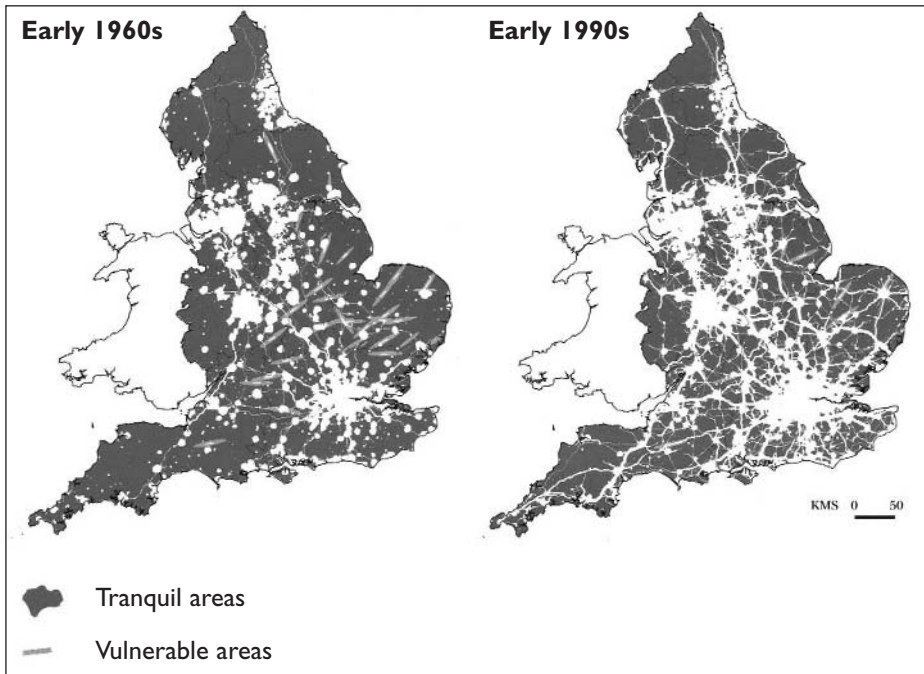 Early 1960s
Early 1990s
KMS 0 50
Tranquil areas
Vulnerable areas